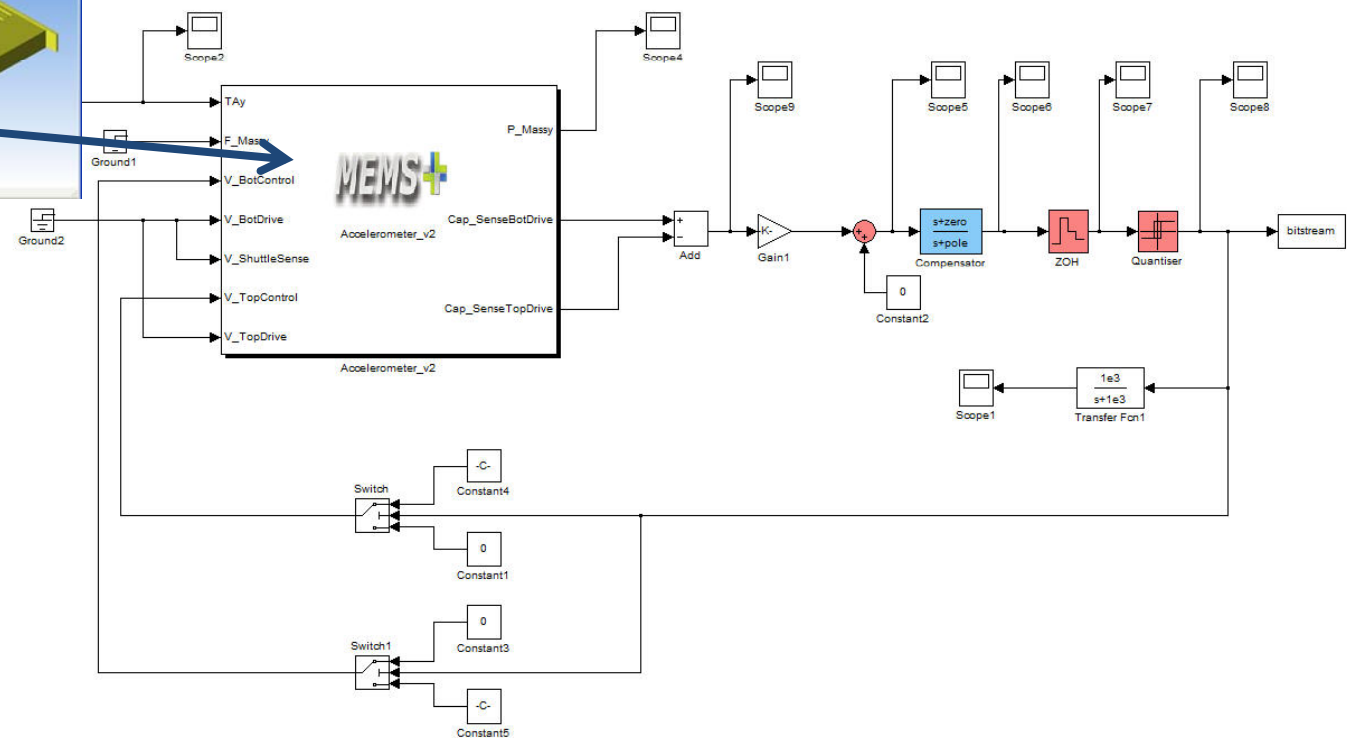 Scope2
Scope4
Scope9
Scope5
Scope6
Scope7
Scope8
TAy
F_Massy
V_BotControl
V_BotDrive
V_ShuttleSense
V_TopControl
V_TopDrive
MEMS+
Accelerometer_v2
P_Massy
Cap_SenseBotDrive
Cap_SenseTopDrive
Accelerometer_v2
Ground1
Ground2
+
−
Add
K-
Gain1
+
+
0
Constant2
s+zero
s+pole
Compensator
ZOH
Quantiser
bitstream
Scope1
1e3
s+1e3
Transfer Fcn1
Switch
-C-
Constant4
0
Constant1
Switch1
0
Constant3
-C-
Constant5